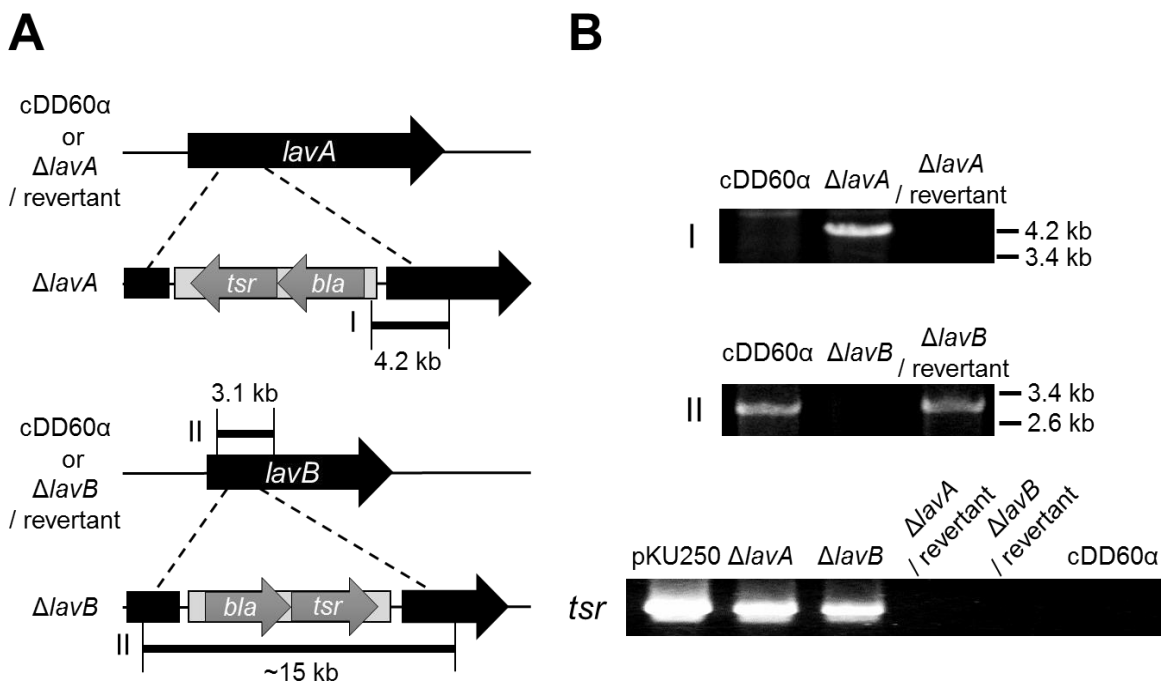 A
cDD60α
or
ΔlavA
/ revertant
lavA
ΔlavA
tsr
bla
I
4.2 kb
3.1 kb
II
cDD60α
or
ΔlavB
/ revertant
lavB
ΔlavB
bla
tsr
II
~15 kb
B
cDD60α
ΔlavA
ΔlavA
/ revertant
I
4.2 kb
3.4 kb
cDD60α
ΔlavB
ΔlavB
/ revertant
II
3.4 kb
2.6 kb
pKU250
ΔlavA
ΔlavB
ΔlavA
/ revertant
ΔlavB
/ revertant
cDD60α
tsr